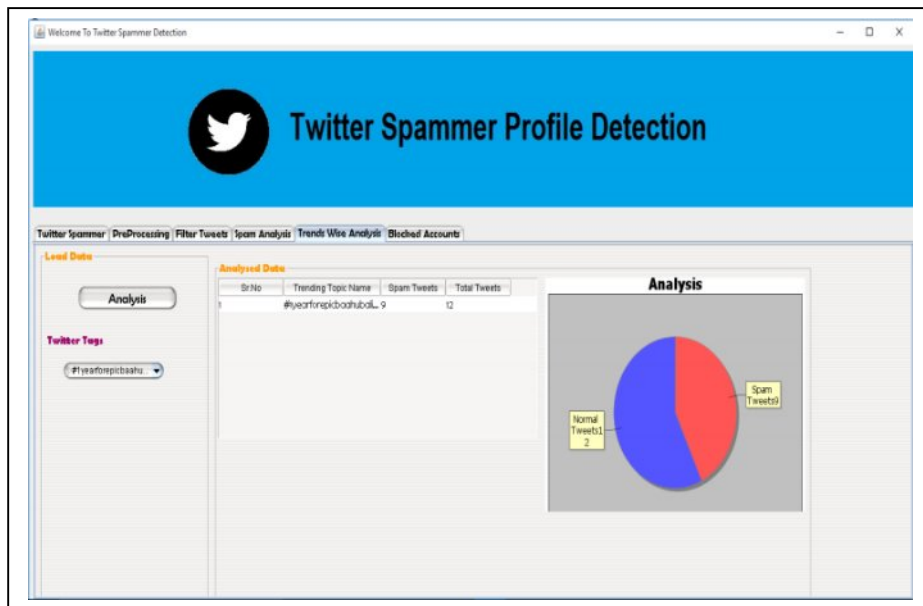 Welcome To Twitter Spammer Detection
Twitter Spammer Profile Detection
Twitter Spammer PreProcessing Filter Tweets Spam Analysis Trends Wise Analysis Blocked Accounts
Load Data
Analysis
Twitter Tags
#1yearforepicbaahu...
Analysed Data
Sr.No Trending Topic Name Spam Tweets Total Tweets
1 #1yearforepicbaahubali... 9 12
Analysis
Spam
Tweets9
Normal
Tweets1
2